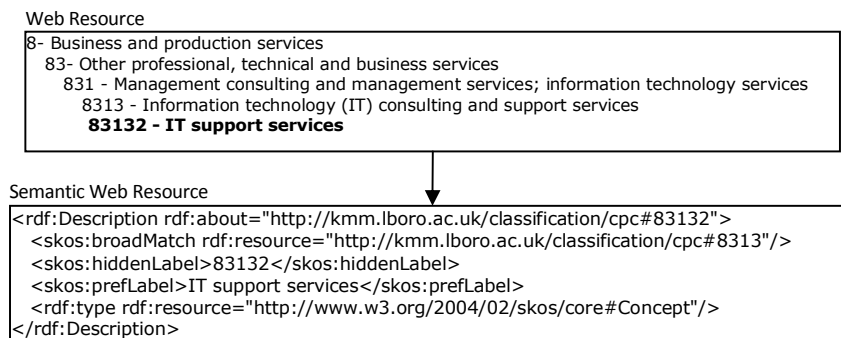 Web Resource
8- Business and production services
83- Other professional, technical and business services
831 - Management consulting and management services; information technology services
8313 - Information technology (IT) consulting and support services
83132 - IT support services
Semantic Web Resource
<rdf:Description rdf:about="http://kmm.lboro.ac.uk/classification/cpc#83132">
<skos:broadMatch rdf:resource="http://kmm.lboro.ac.uk/classification/cpc#8313"/>
<skos:hiddenLabel>83132</skos:hiddenLabel>
<skos:prefLabel>IT support services</skos:prefLabel>
<rdf:type rdf:resource="http://www.w3.org/2004/02/skos/core#Concept"/>
</rdf:Description>